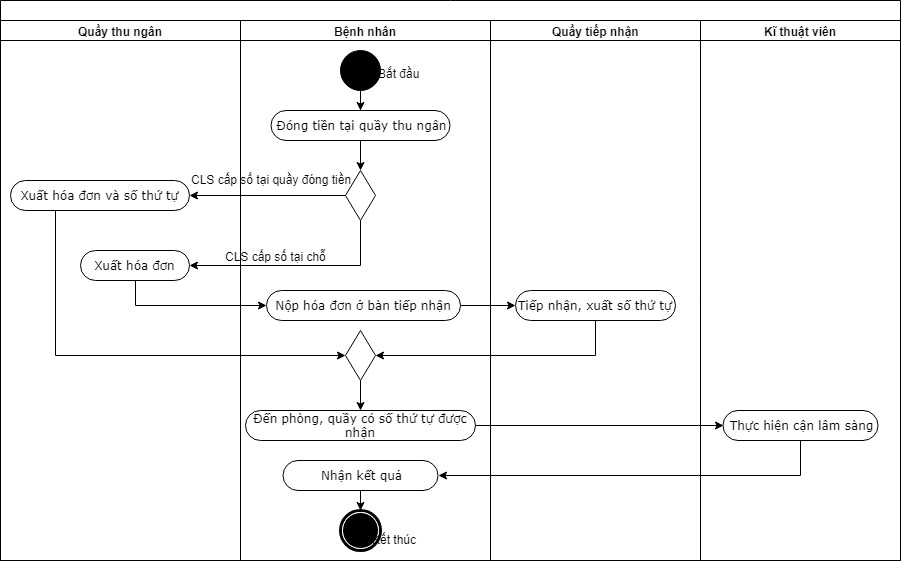 Quầy thu ngân
Bệnh nhân
Quầy tiếp nhận
Kĩ thuật viên
Bắt đầu
Đóng tiền tại quầy thu ngân
CLS cấp số tại quầy đóng tiền
Xuất hóa đơn và số thứ tự
CLS cấp số tại chỗ
Xuất hóa đơn
Nộp hóa đơn ở bàn tiếp nhận
Tiếp nhận, xuất số thứ tự
Đến phòng, quầy có số thứ tự được
nhận
Thực hiện cận lâm sàng
Nhận kết quả
Kết thúc